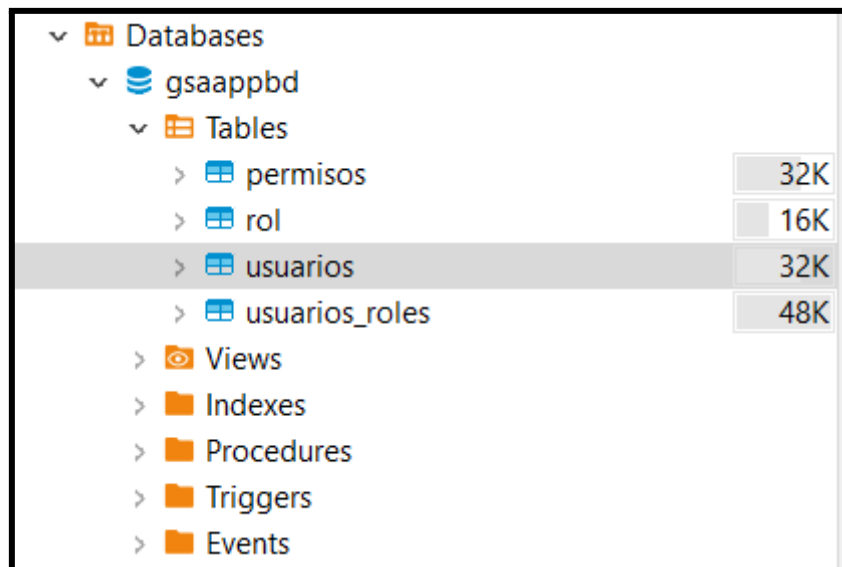 Databases
gsaappbd
Tables
permisos 32K
rol 16K
usuarios 32K
usuarios_roles 48K
Views
Indexes
Procedures
Triggers
Events